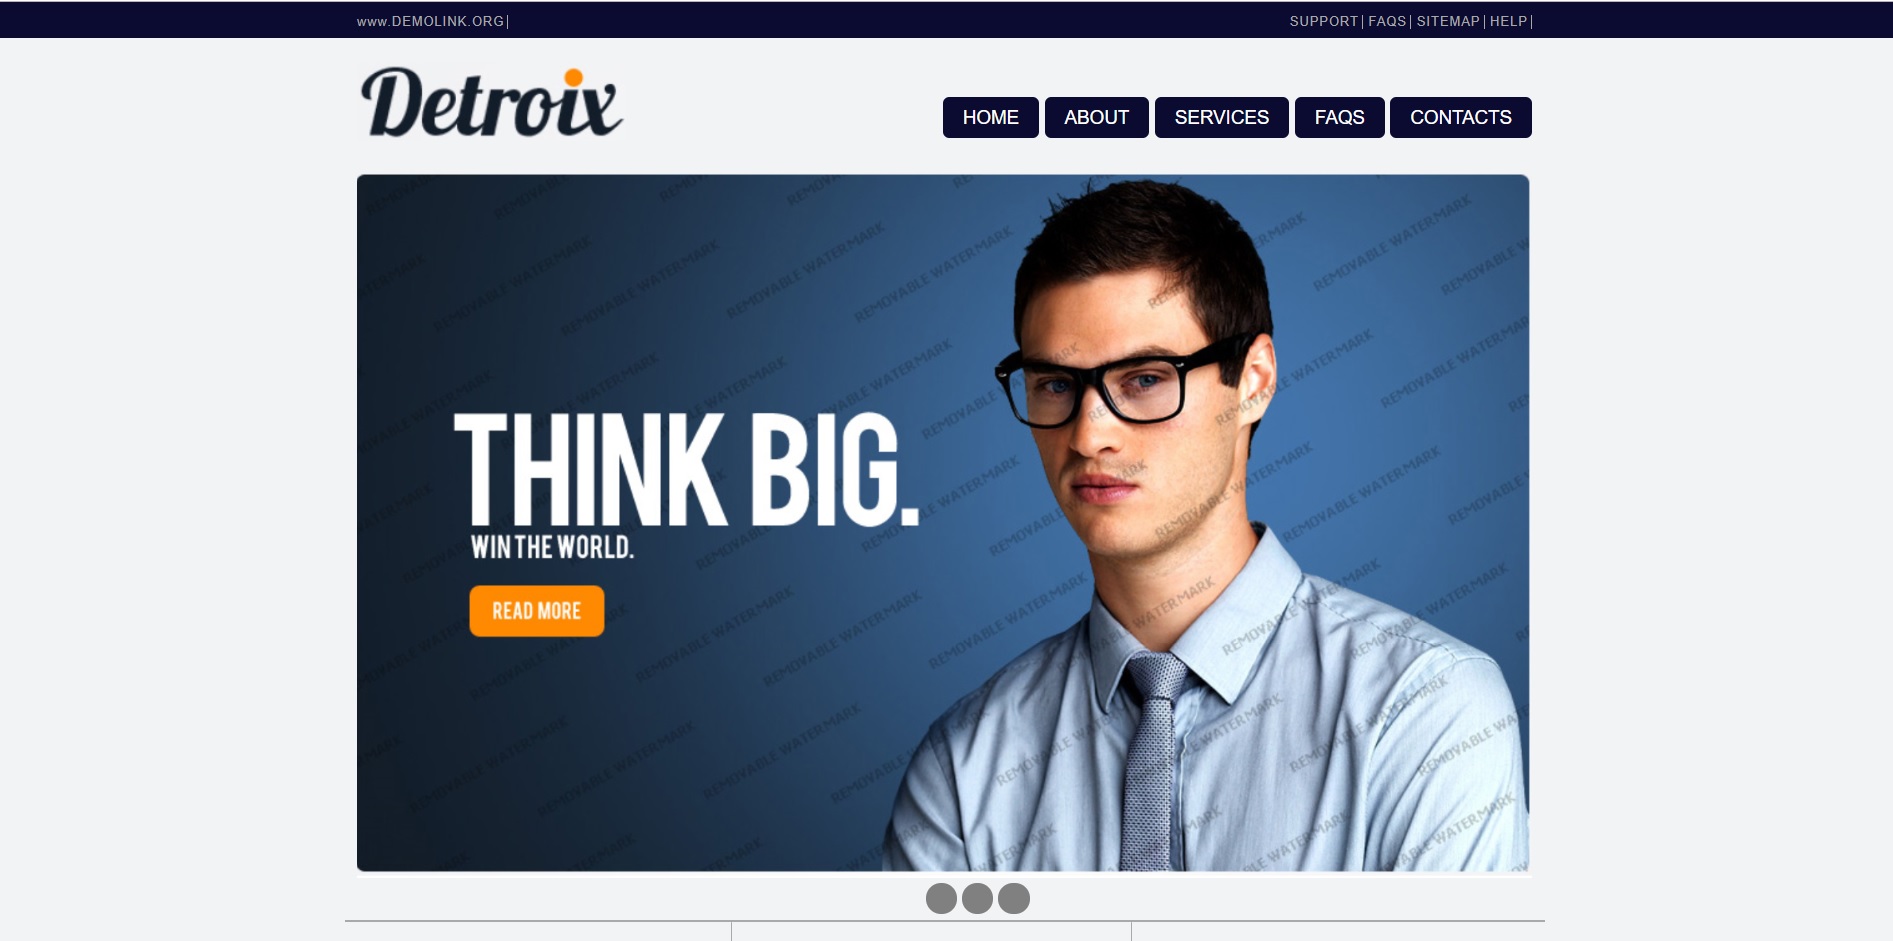 www.DEMOLINK.ORG| SUPPORT| FAQS| SITEMAP| HELP|
Detroix
HOME ABOUT SERVICES FAQS CONTACTS
THINK BIG.
WIN THE WORLD.
READ MORE
REMOVABLE WATERMARK